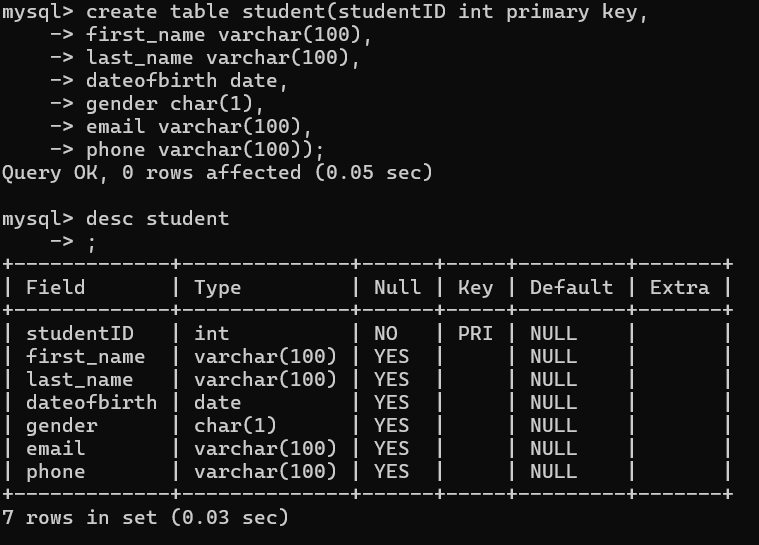 mysql> create table student(studentID int primary key,
    -> first_name varchar(100),
    -> last_name varchar(100),
    -> dateofbirth date,
    -> gender char(1),
    -> email varchar(100),
    -> phone varchar(100));
Query OK, 0 rows affected (0.05 sec)

mysql> desc student
    -> ;
+-------------+--------------+------+-----+---------+-------+
| Field       | Type         | Null | Key | Default | Extra |
+-------------+--------------+------+-----+---------+-------+
| studentID   | int          | NO   | PRI | NULL    |       |
| first_name  | varchar(100) | YES  |     | NULL    |       |
| last_name   | varchar(100) | YES  |     | NULL    |       |
| dateofbirth | date         | YES  |     | NULL    |       |
| gender      | char(1)      | YES  |     | NULL    |       |
| email       | varchar(100) | YES  |     | NULL    |       |
| phone       | varchar(100) | YES  |     | NULL    |       |
+-------------+--------------+------+-----+---------+-------+
7 rows in set (0.03 sec)